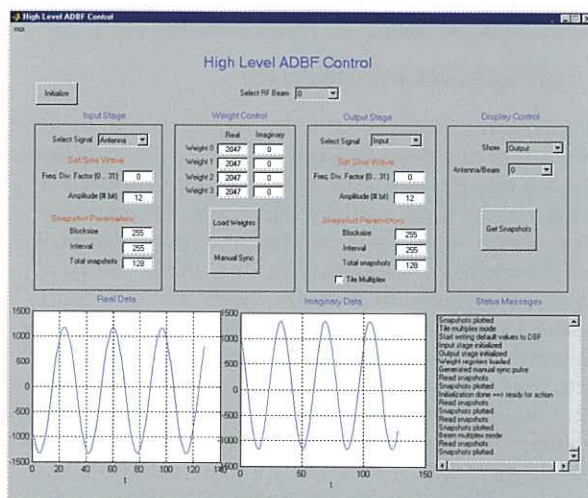 High Level ADBF Control
High Level ADBF Control
Initialize
Select RF Beam 0
Input Stage
Select Signal Antenna
Set Sine Wave
Freq. Div. Factor (0... 31) 0
Amplitude (# bit) 12
Snapshot Parameters
Blocksize 255
Interval 255
Total snapshots 128
Weight Control
Real Imaginary
Weight 0 2047 0
Weight 1 2047 0
Weight 2 2047 0
Weight 3 2047 0
Load Weights
Manual Sync
Output Stage
Select Signal Input
Set Sine Wave
Freq. Div. Factor (0... 31) 0
Amplitude (# bit) 12
Snapshot Parameters
Blocksize 255
Interval 255
Total snapshots 128
Tile Multiplex
Display Control
Show Output
Antenna/Beam 0
Get Snapshots
Real Data
1500
1000
500
0
-500
-1000
-1500
0 20 40 60 80 100 120 140
t
Imaginary Data
1500
1000
500
0
-500
-1000
-1500
0 50 100 150
t
Status Messages
Snapshots plotted
Tile multiplex mode
Start writing default values to DBF
Input stage initialized
Output stage initialized
Weight registers loaded
Generated manual sync pulse
Read snapshots
Snapshots plotted
Initialization done ==> ready for action
Read snapshots
Snapshots plotted
Read snapshots
Snapshots plotted
Beam multiplex mode
Read snapshots
Snapshots plotted